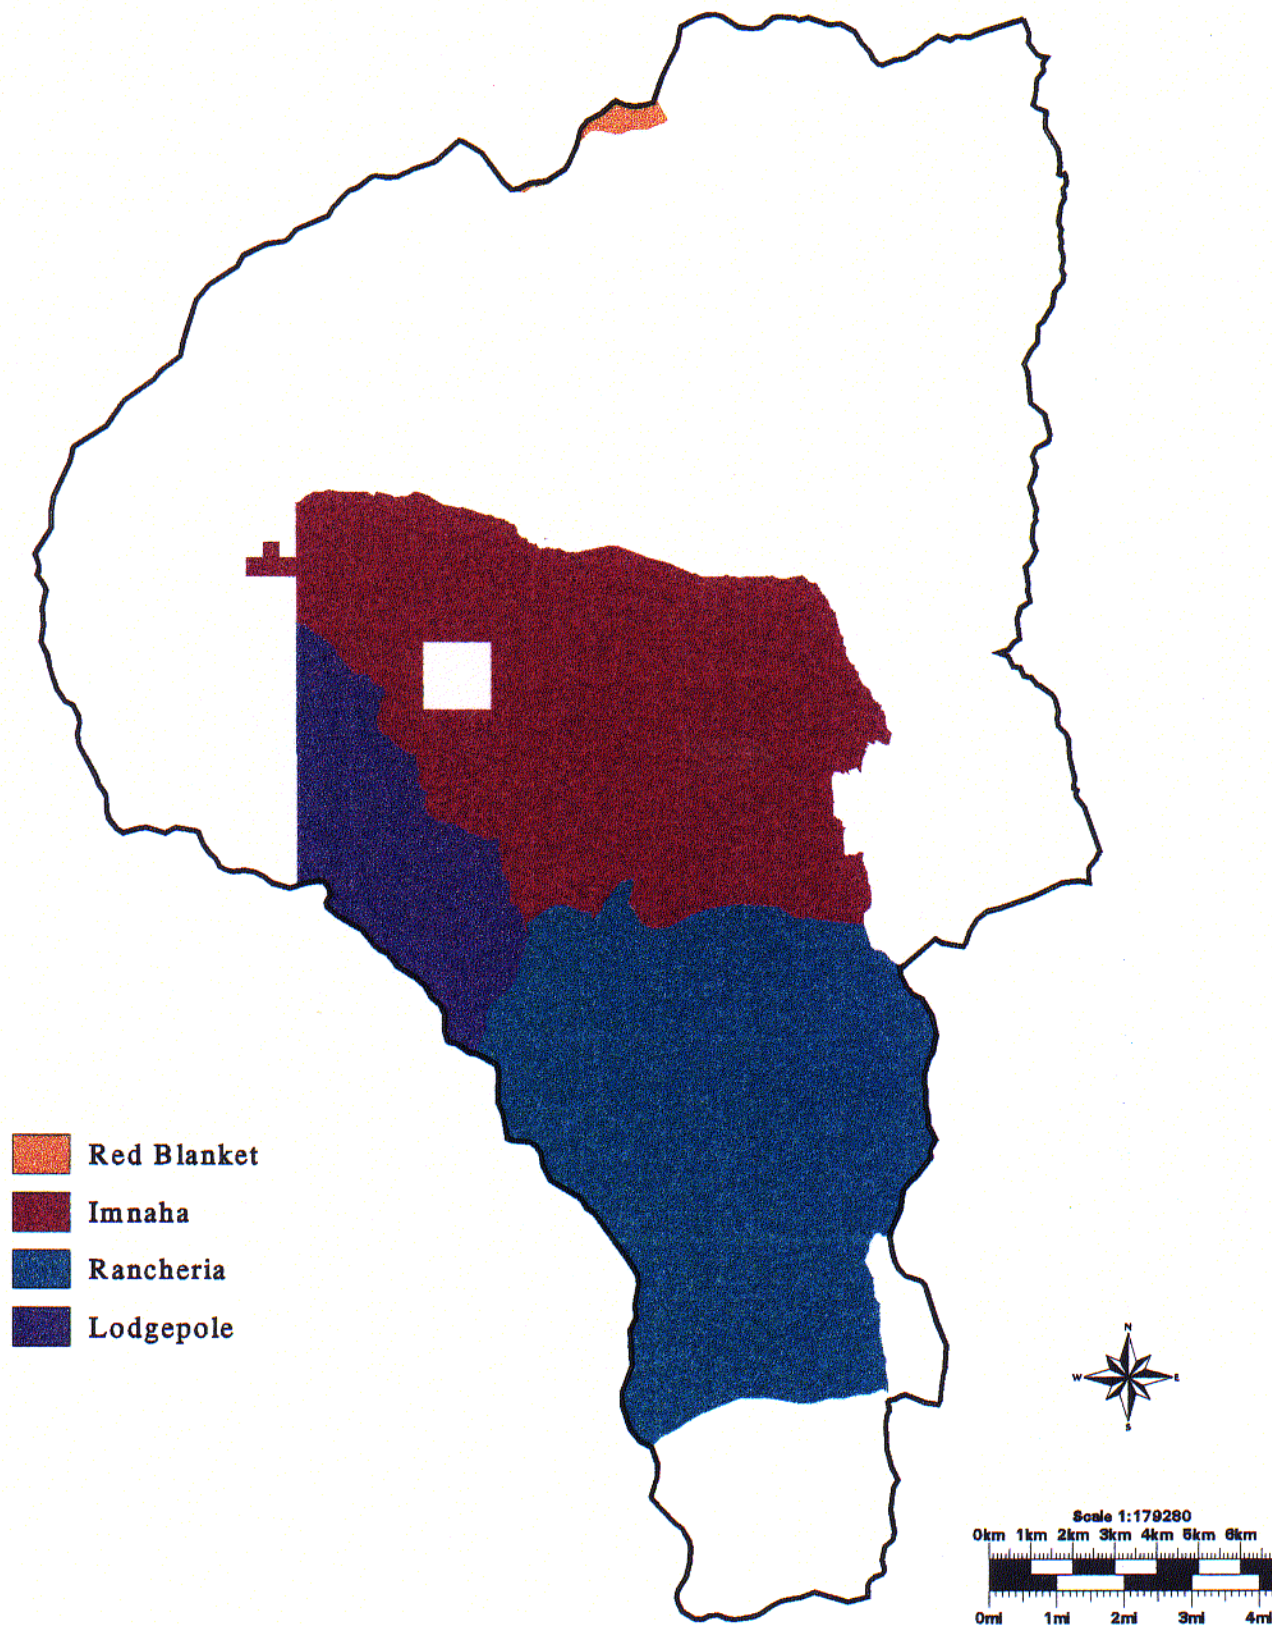 Red Blanket
Imnaha
Rancheria
Lodgepole
N
W E
S
Scale 1:179280
0km 1km 2km 3km 4km 5km 6km
0mi 1mi 2mi 3mi 4mi